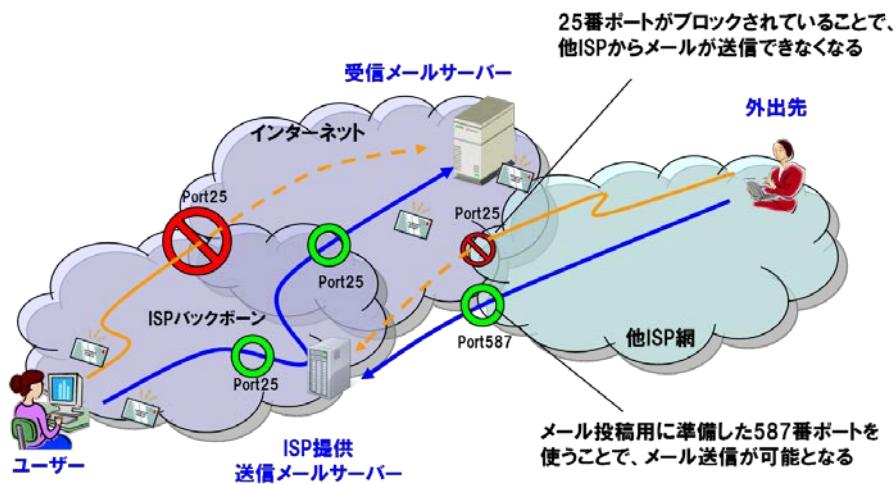 25番ポートがブロックされていることで、
他ISPからメールが送信できなくなる
受信メールサーバー
外出先
インターネット
Port25
Port25
Port25
ISPバックボーン
Port25
Port587
他ISP網
ユーザー
ISP提供
送信メールサーバー
メール投稿用に準備した587番ポートを
使うことで、メール送信が可能となる